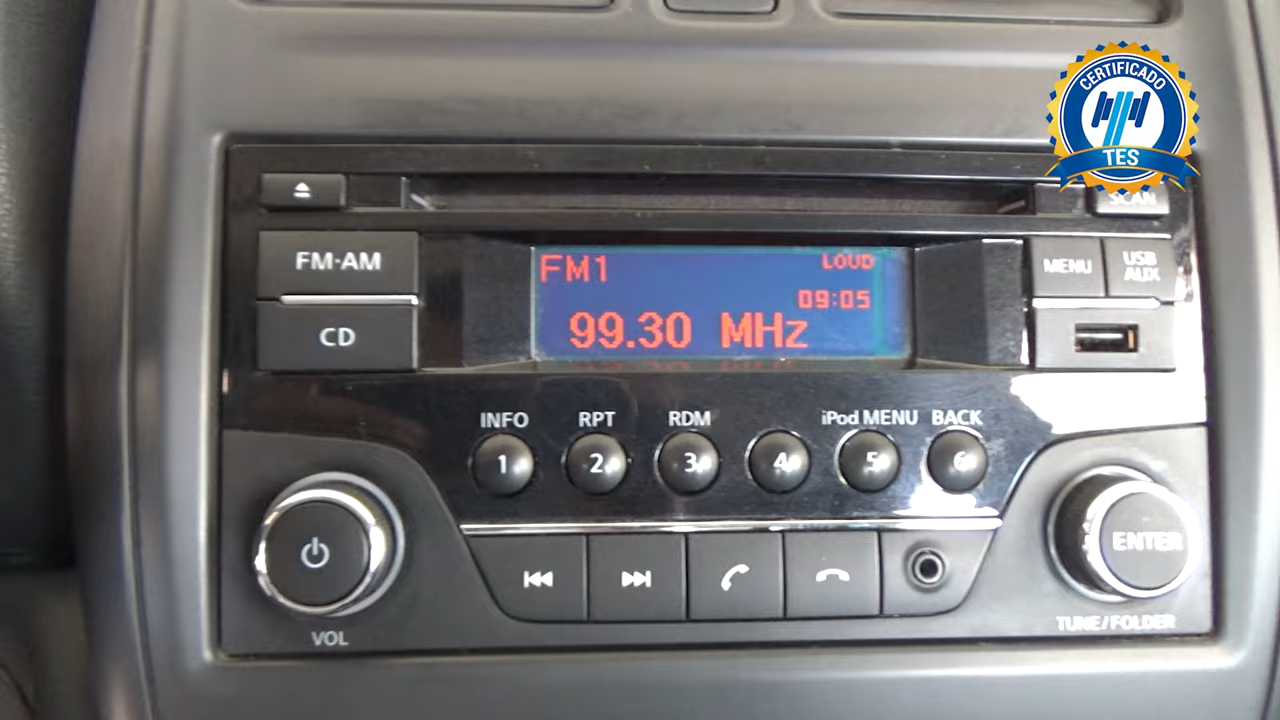 CERTIFICADO
TES
SCAN
FM·AM
FM1
LOUD
MENU
USB
AUX
09:05
CD
99.30 MHz
INFO
RPT
RDM
iPod MENU
BACK
1
2
3
4
5
6
ENTER
VOL
TUNE/FOLDER